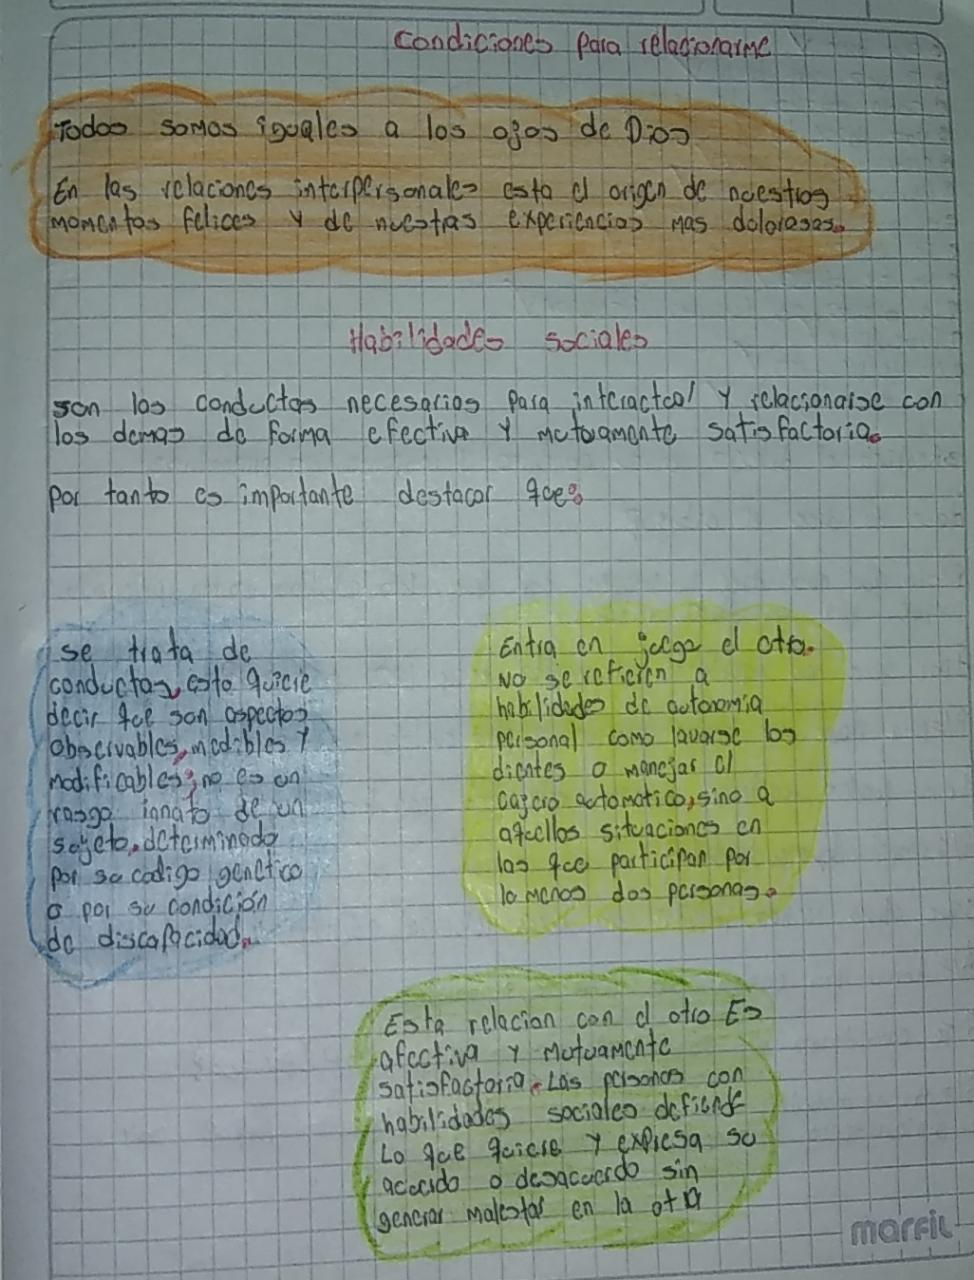 Condiciones para relacionarme
Todos somos iguales a los ojos de Dios
En las relaciones interpersonales esta el origen de nuestros
momentos felices y de nuestras experiencias mas dolorosas.
Habilidades sociales
son las conductas necesarias para interactuar y relacionarse con
los demas de forma efectiva y mutuamente satisfactoria.
por tanto es importante destacar que:
se trata de
conductas, esto quiere
decir que son aspectos
observables, medibles y
modificables; no es un
rasgo innato de un
sujeto, determinado
por su codigo genetico
o por su condición
de discapacidad.
Entra en juego el otro.
No se refieren a
habilidades de autonomia
personal como lavarse los
dientes o manejar el
cajero automatico, sino a
aquellos situaciones en
las que participan por
lo menos dos personas.
Esta relacion con el otro Es
afectiva y Mutuamente
satisfactoria. Las personas con
habilidades sociales defiende
Lo que quiere y expresa su
acuerdo o desacuerdo sin
generar malestar en la otra
marfil